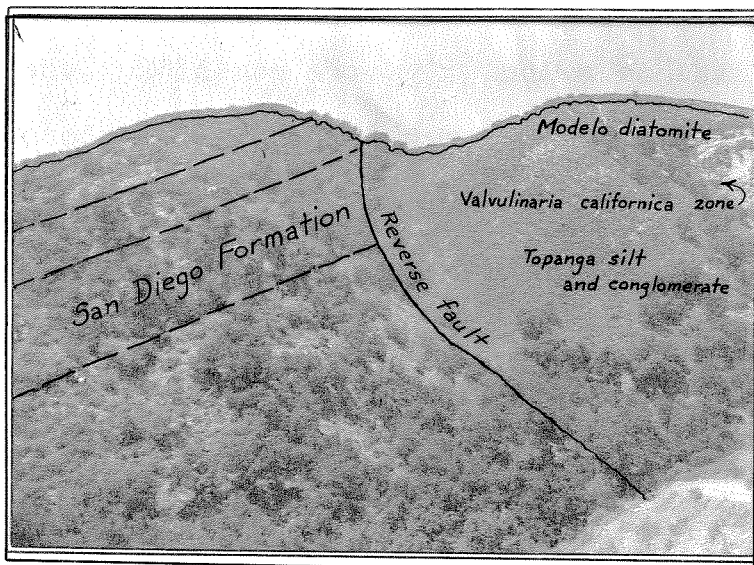 Modelo diatomite
Valvulinaria californica zone
San Diego Formation
Reverse fault
Topanga silt
and conglomerate